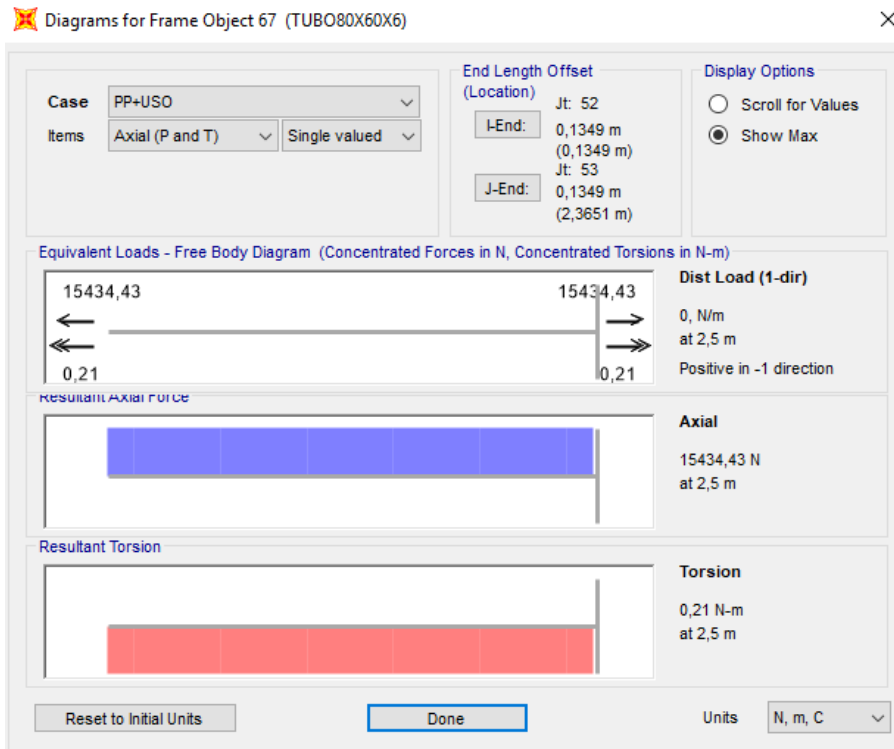 Diagrams for Frame Object 67 (TUBO80X60X6)
End Length Offset
(Location)
Display Options
Case PP+USO
Items Axial (P and T) Single valued
I-End:
Jt: 52
0,1349 m
(0,1349 m)
J-End:
Jt: 53
0,1349 m
(2,3651 m)
Scroll for Values
Show Max
Equivalent Loads - Free Body Diagram (Concentrated Forces in N, Concentrated Torsions in N-m)
15434,43 15434,43
0,21 0,21
Dist Load (1-dir)
0, N/m
at 2,5 m
Positive in -1 direction
Resultant Axial Force
Axial
15434,43 N
at 2,5 m
Resultant Torsion
Torsion
0,21 N-m
at 2,5 m
Reset to Initial Units Done Units N, m, C